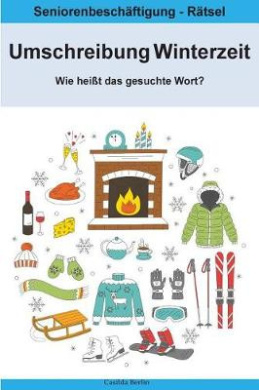 Seniorenbeschäftigung - Rätsel
Umschreibung Winterzeit
Wie heißt das gesuchte Wort?
Casilda Berlin